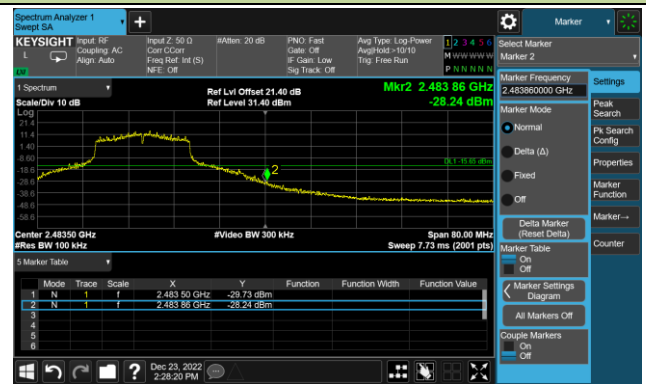 Spectrum Analyzer 1
Swept SA
Marker
KEYSIGHT
L
Input: RF
Coupling: AC
Align: Auto
Input Z: 50 Ω
Corr CCorr
Freq Ref: Int (S)
NFE: Off
#Atten: 20 dB
PNO: Fast
Gate: Off
IF Gain: Low
Sig Track: Off
Avg Type: Log-Power
Avg|Hold:>10/10
Trig: Free Run
1 2 3 4 5 6
M W W W W W
P N N N N N
Select Marker
Marker 2
1 Spectrum
Scale/Div 10 dB
Log
Ref Lvl Offset 21.40 dB
Ref Level 31.40 dBm
Mkr2 2.483 86 GHz
-28.24 dBm
21.4
11.4
1.40
-8.60
-18.6
-28.6
-38.6
-48.6
-58.6
DL1 -15.65 dBm
2
Center 2.48350 GHz
#Res BW 100 kHz
#Video BW 300 kHz
Span 80.00 MHz
Sweep 7.73 ms (2001 pts)
5 Marker Table
Mode Trace Scale X Y Function Function Width Function Value
1 N 1 f 2.483 50 GHz -29.73 dBm
2 N 1 f 2.483 86 GHz -28.24 dBm
3
4
5
6
Marker Frequency
2.483860000 GHz
Marker Mode
Normal
Delta (Δ)
Fixed
Off
Delta Marker
(Reset Delta)
Marker Table
On
Off
Marker Settings
Diagram
All Markers Off
Couple Markers
On
Off
Settings
Peak
Search
Pk Search
Config
Properties
Marker
Function
Marker→
Counter
Dec 23, 2022
2:28:20 PM